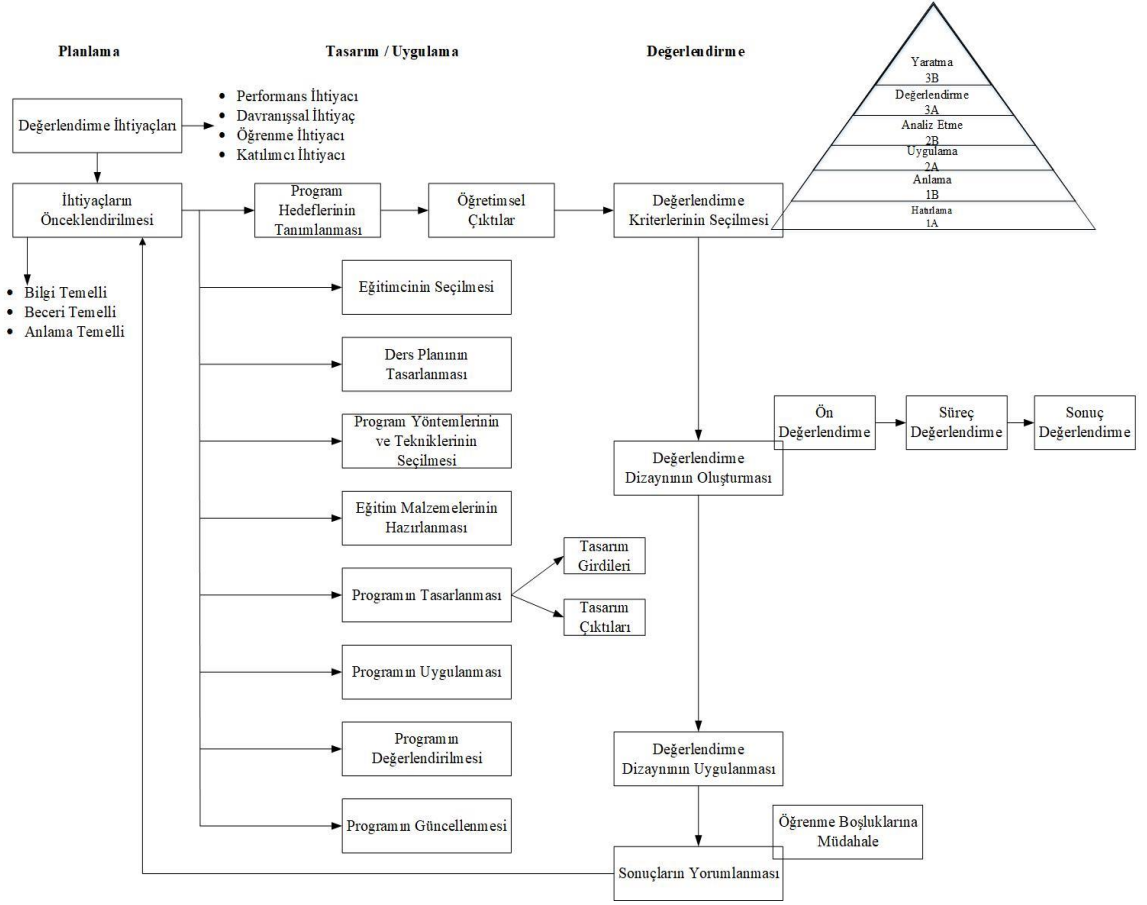 Planlama
Tasarım / Uygulama
Değerlendirme
Yaratma
3B
Değerlendirme
3A
Analiz Etme
2B
Uygulama
2A
Anlama
1B
Hatırlama
1A
Değerlendirme İhtiyaçları
• Performans İhtiyacı
• Davranışsal İhtiyaç
• Öğrenme İhtiyacı
• Katılımcı İhtiyacı
İhtiyaçların
Önceklendirilmesi
Program
Hedeflerinin
Tanımlanması
Öğretimsel
Çıktılar
Değerlendirme
Kriterlerinin Seçilmesi
• Bilgi Temelli
• Beceri Temelli
• Anlama Temelli
Eğitimcinin Seçilmesi
Ders Planının
Tasarlanması
Program Yöntemlerinin
ve Tekniklerinin
Seçilmesi
Eğitim Malzemelerinin
Hazırlanması
Programın Tasarlanması
Tasarım
Girdileri
Tasarım
Çıktıları
Programın Uygulanması
Programın
Değerlendirilmesi
Programın Güncellenmesi
Değerlendirme
Dizaynının Oluşturması
Ön
Değerlendirme
Süreç
Değerlendirme
Sonuç
Değerlendirme
Değerlendirme
Dizaynının Uygulanması
Öğrenme Boşluklarına
Müdahale
Sonuçların Yorumlanması